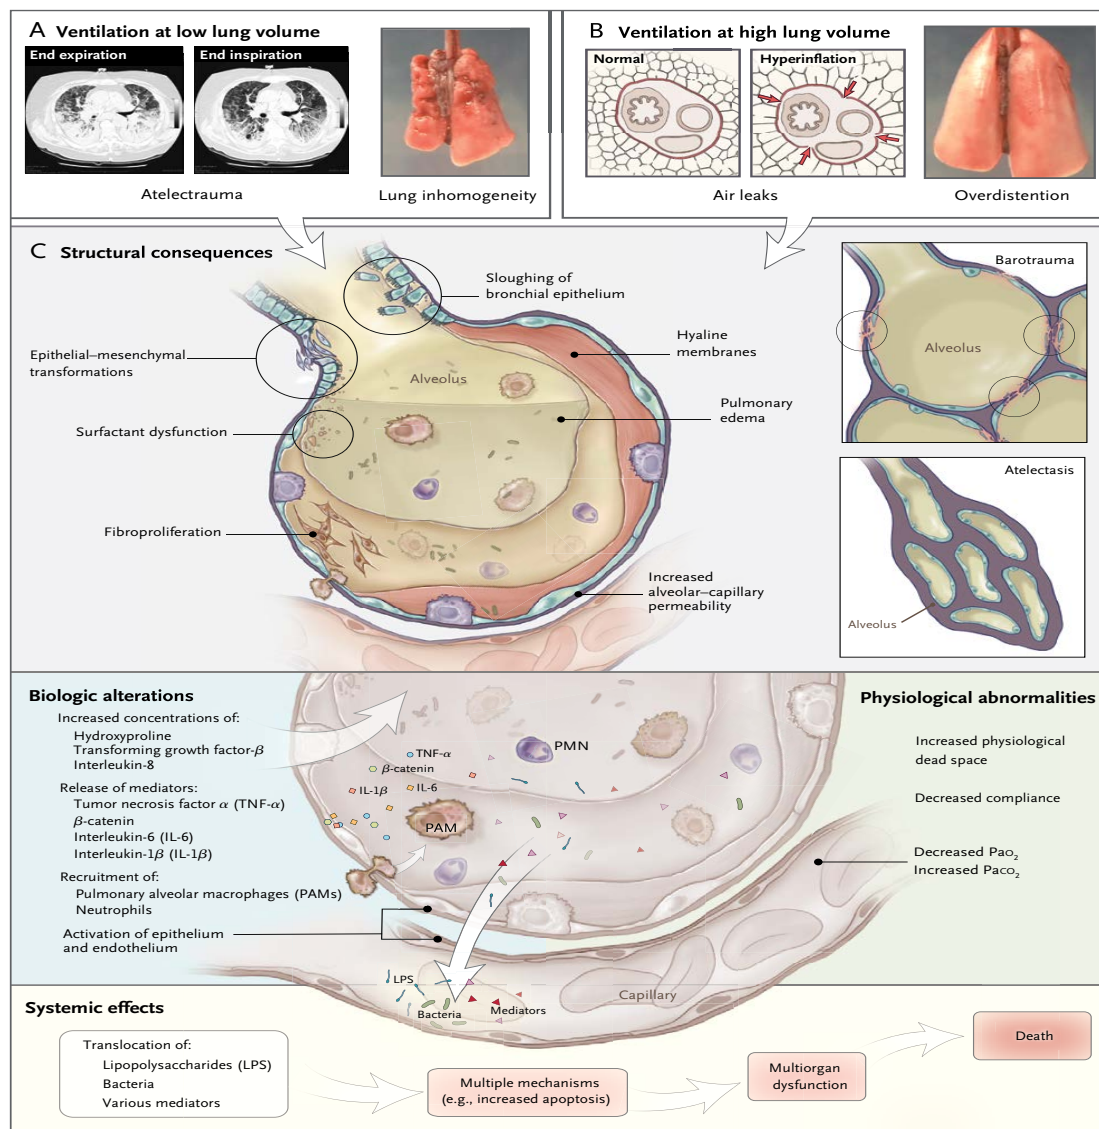 A Ventilation at low lung volume
End expiration
End inspiration
Atelectrauma
Lung inhomogeneity
B Ventilation at high lung volume
Normal
Hyperinflation
Air leaks
Overdistention
C Structural consequences
Sloughing of
bronchial epithelium
Epithelial–mesenchymal
transformations
Surfactant dysfunction
Fibroproliferation
Alveolus
Hyaline
membranes
Pulmonary
edema
Increased
alveolar–capillary
permeability
Barotrauma
Alveolus
Atelectasis
Alveolus
Biologic alterations
Increased concentrations of:
Hydroxyproline
Transforming growth factor-β
Interleukin-8
Release of mediators:
Tumor necrosis factor α (TNF-α)
β-catenin
Interleukin-6 (IL-6)
Interleukin-1β (IL-1β)
Recruitment of:
Pulmonary alveolar macrophages (PAMs)
Neutrophils
Activation of epithelium
and endothelium
TNF-α
β-catenin
IL-1β
IL-6
PMN
PAM
LPS
Bacteria
Mediators
Capillary
Physiological abnormalities
Increased physiological
dead space
Decreased compliance
Decreased PaO₂
Increased PaCO₂
Systemic effects
Translocation of:
Lipopolysaccharides (LPS)
Bacteria
Various mediators
Multiple mechanisms
(e.g., increased apoptosis)
Multiorgan
dysfunction
Death